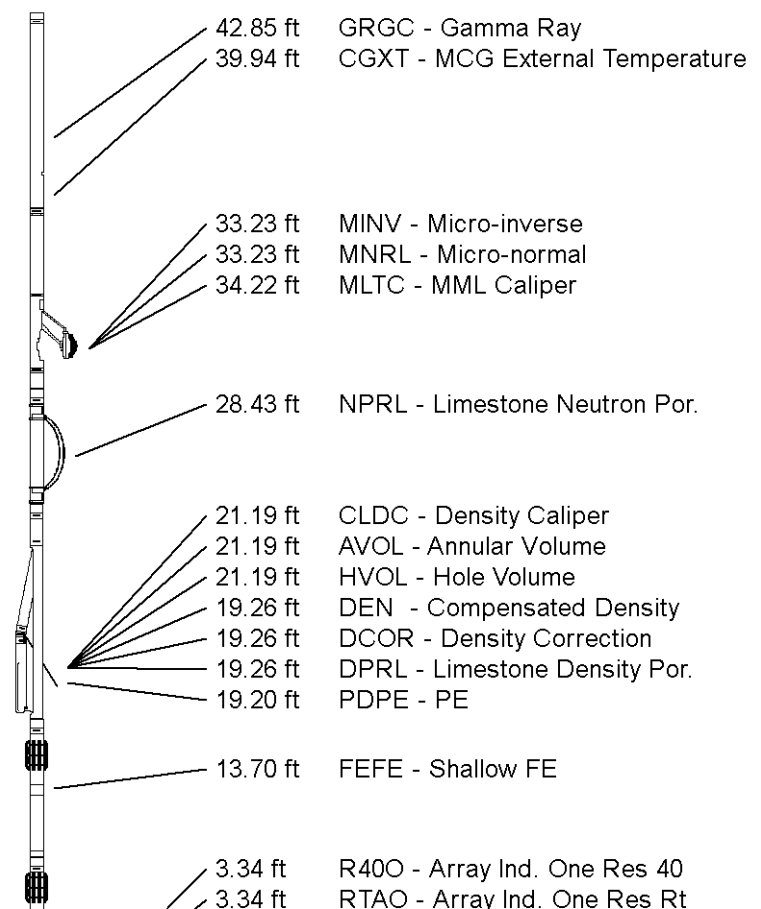 42.85 ft GRGC - Gamma Ray
39.94 ft CGXT - MCG External Temperature
33.23 ft MINV - Micro-inverse
33.23 ft MNRL - Micro-normal
34.22 ft MLTC - MML Caliper
28.43 ft NPRL - Limestone Neutron Por.
21.19 ft CLDC - Density Caliper
21.19 ft AVOL - Annular Volume
21.19 ft HVOL - Hole Volume
19.26 ft DEN - Compensated Density
19.26 ft DCOR - Density Correction
19.26 ft DPRL - Limestone Density Por.
19.20 ft PDPE - PE
13.70 ft FEFE - Shallow FE
3.34 ft R40O - Array Ind. One Res 40
3.34 ft RTAO - Array Ind. One Res Rt